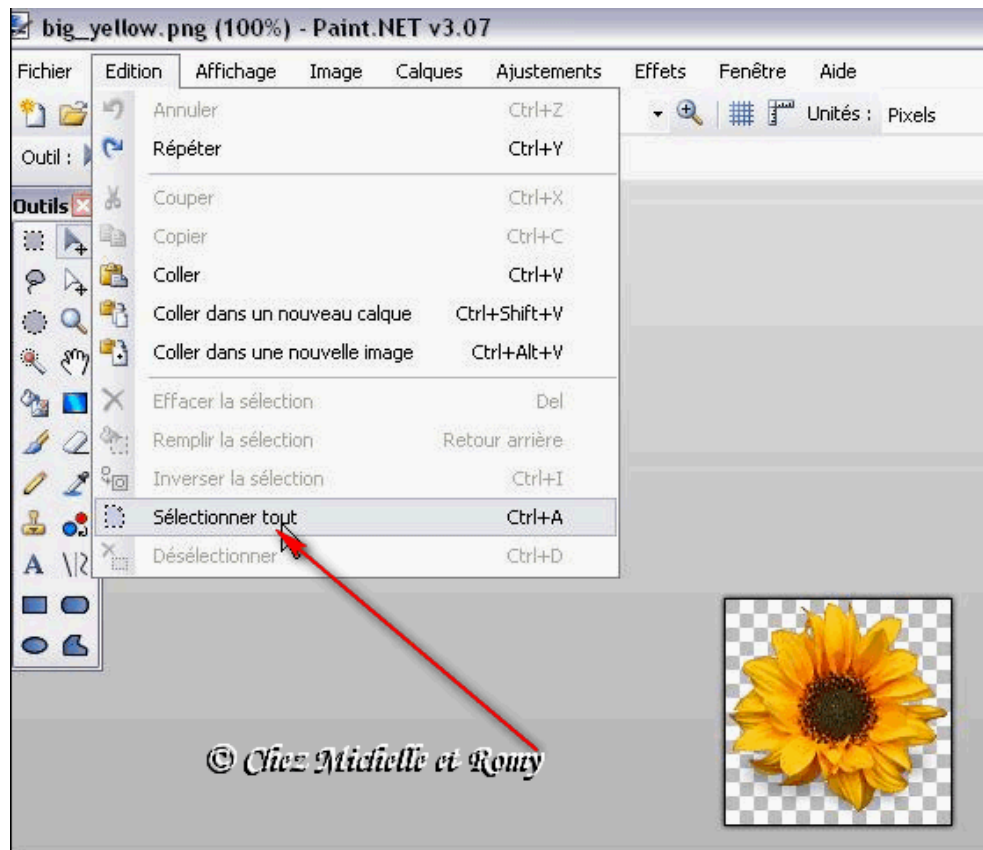 big_yellow.png (100%) - Paint.NET v3.07
Fichier Edition Affichage Image Calques Ajustements Effets Fenêtre Aide
Unités : Pixels
Outil :
Outils
Annuler Ctrl+Z
Répéter Ctrl+Y
Couper Ctrl+X
Copier Ctrl+C
Coller Ctrl+V
Coller dans un nouveau calque Ctrl+Shift+V
Coller dans une nouvelle image Ctrl+Alt+V
Effacer la sélection Del
Remplir la sélection Retour arrière
Inverser la sélection Ctrl+I
Sélectionner tout Ctrl+A
Désélectionner Ctrl+D
© Chez Michelle et Romy